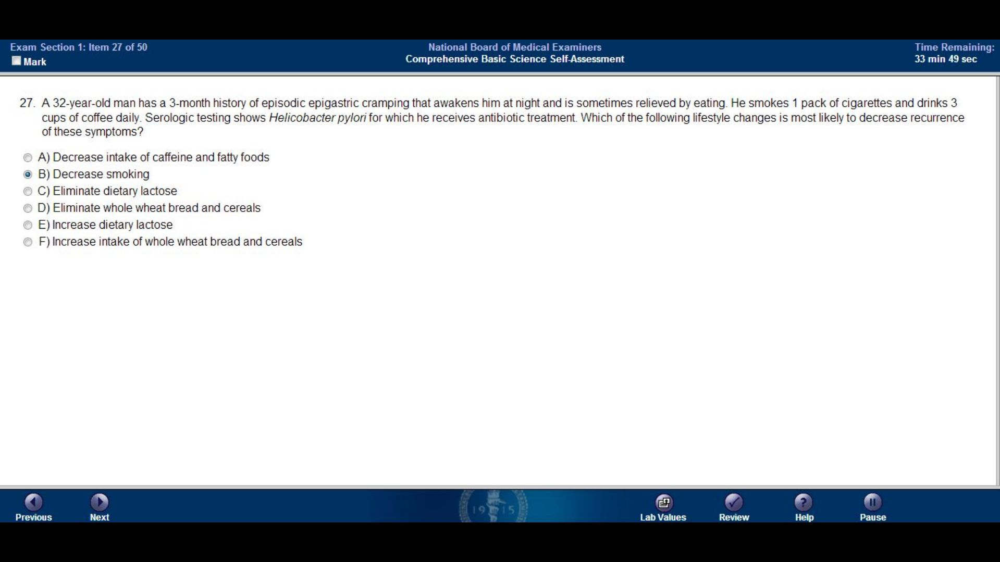 Exam Section 1: Item 27 of 50
Mark
National Board of Medical Examiners
Comprehensive Basic Science Self-Assessment
Time Remaining:
33 min 49 sec
27. A 32-year-old man has a 3-month history of episodic epigastric cramping that awakens him at night and is sometimes relieved by eating. He smokes 1 pack of cigarettes and drinks 3
cups of coffee daily. Serologic testing shows Helicobacter pylori for which he receives antibiotic treatment. Which of the following lifestyle changes is most likely to decrease recurrence
of these symptoms?
A) Decrease intake of caffeine and fatty foods
B) Decrease smoking
C) Eliminate dietary lactose
D) Eliminate whole wheat bread and cereals
E) Increase dietary lactose
F) Increase intake of whole wheat bread and cereals
1915
Previous
Next
Lab Values
Review
Help
Pause